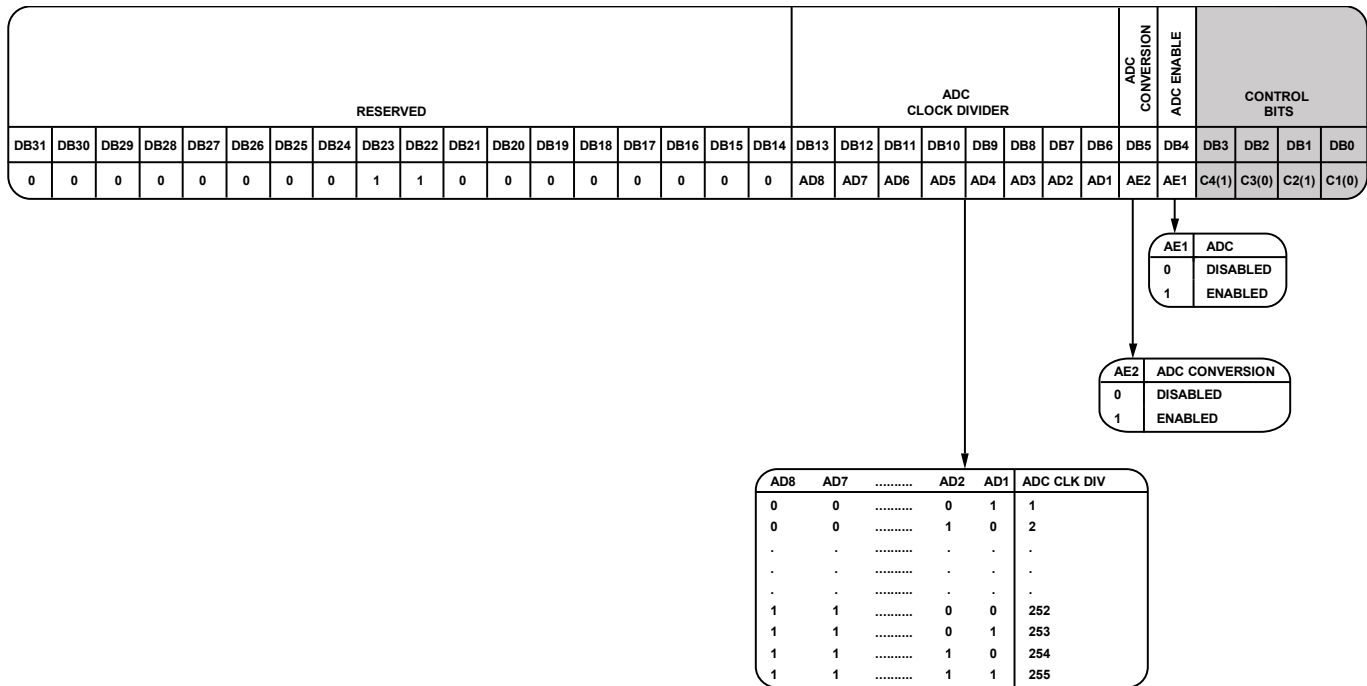 ADC CONVERSION
ADC ENABLE
RESERVED
ADC
CLOCK DIVIDER
CONTROL
BITS
DB31 DB30 DB29 DB28 DB27 DB26 DB25 DB24 DB23 DB22 DB21 DB20 DB19 DB18 DB17 DB16 DB15 DB14 DB13 DB12 DB11 DB10 DB9 DB8 DB7 DB6 DB5 DB4 DB3 DB2 DB1 DB0
0 0 0 0 0 0 0 0 1 1 0 0 0 0 0 0 0 0 AD8 AD7 AD6 AD5 AD4 AD3 AD2 AD1 AE2 AE1 C4(1) C3(0) C2(1) C1(0)
AE1 ADC
0 DISABLED
1 ENABLED
AE2 ADC CONVERSION
0 DISABLED
1 ENABLED
AD8 AD7 .......... AD2 AD1 ADC CLK DIV
0 0 .......... 0 1 1
0 0 .......... 1 0 2
. . .......... . . .
. . .......... . . .
. . .......... . . .
1 1 .......... 0 0 252
1 1 .......... 0 1 253
1 1 .......... 1 0 254
1 1 .......... 1 1 255